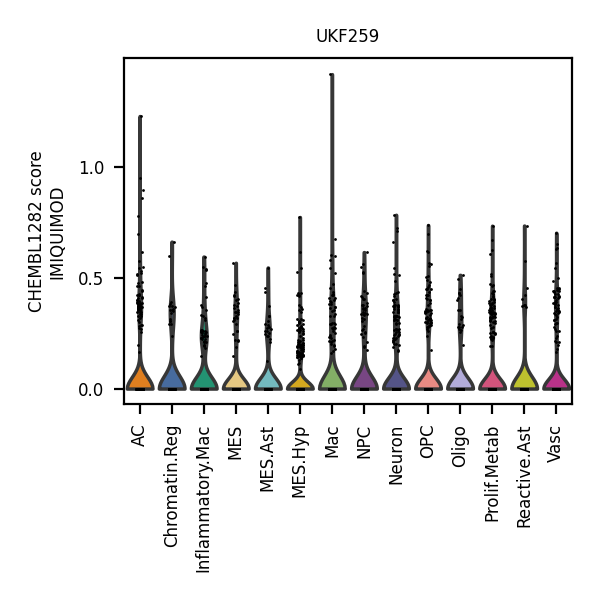 UKF259
CHEMBL1282 score
IMIQUIMOD
1.0
0.5
0.0
AC
Chromatin.Reg
Inflammatory.Mac
MES
MES.Ast
MES.Hyp
Mac
NPC
Neuron
OPC
Oligo
Prolif.Metab
Reactive.Ast
Vasc